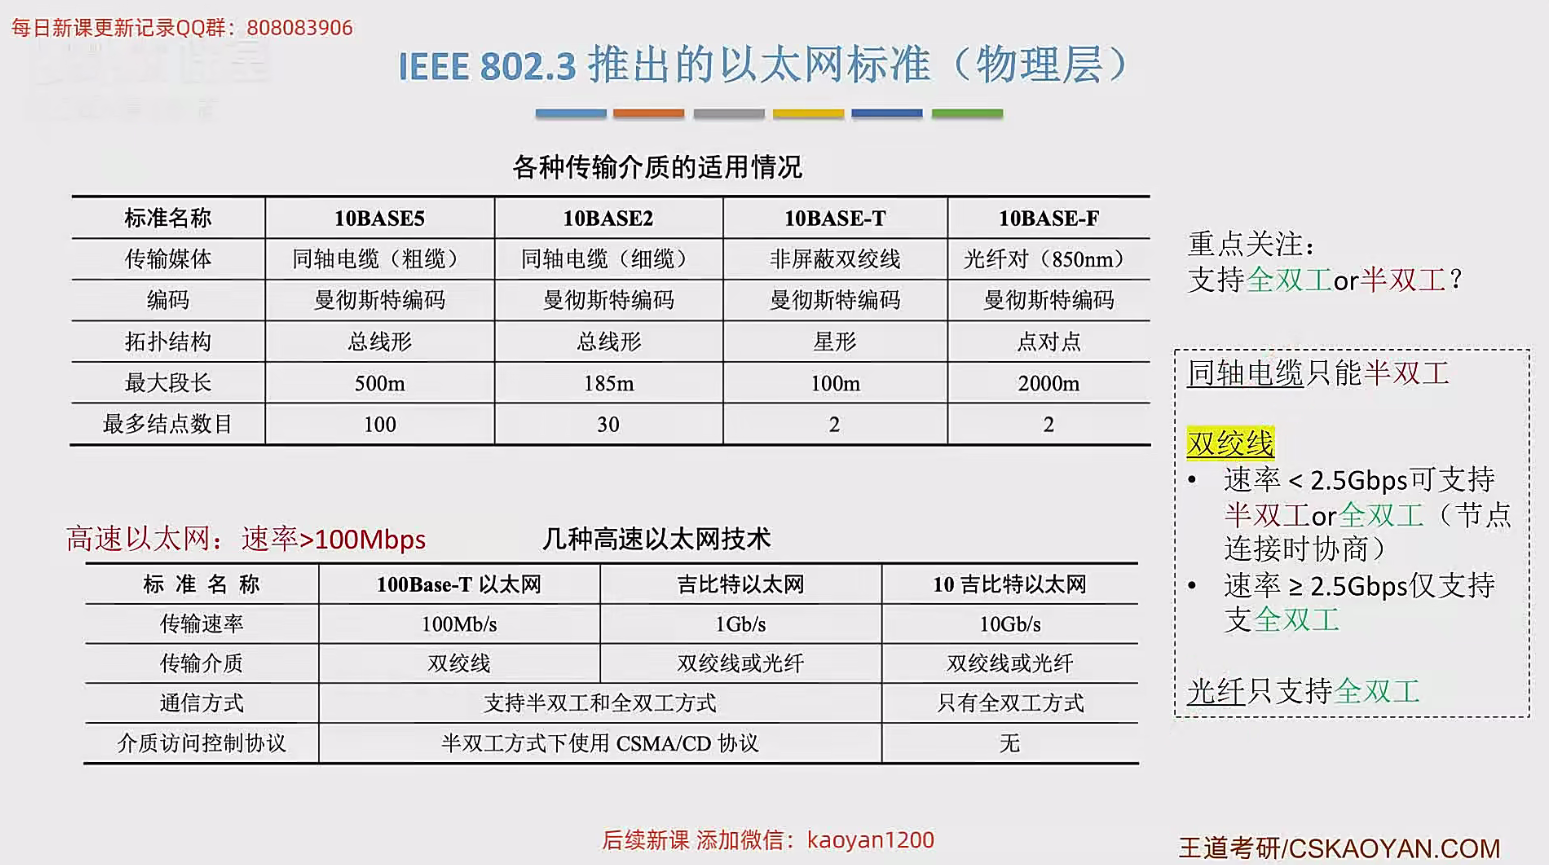 每日新课更新记录QQ群：808083906
IEEE 802.3 推出的以太网标准（物理层）
各种传输介质的适用情况
标准名称 10BASE5 10BASE2 10BASE-T 10BASE-F
传输媒体 同轴电缆（粗缆） 同轴电缆（细缆） 非屏蔽双绞线 光纤对（850nm）
编码 曼彻斯特编码 曼彻斯特编码 曼彻斯特编码 曼彻斯特编码
拓扑结构 总线形 总线形 星形 点对点
最大段长 500m 185m 100m 2000m
最多结点数目 100 30 2 2
高速以太网：速率>100Mbps
几种高速以太网技术
标准名称 100Base-T 以太网 吉比特以太网 10 吉比特以太网
传输速率 100Mb/s 1Gb/s 10Gb/s
传输介质 双绞线 双绞线或光纤 双绞线或光纤
通信方式 支持半双工和全双工方式 只有全双工方式
介质访问控制协议 半双工方式下使用 CSMA/CD 协议 无
重点关注：
支持全双工or半双工？
同轴电缆只能半双工
双绞线
• 速率 < 2.5Gbps可支持
半双工or全双工（节点
连接时协商）
• 速率 ≥ 2.5Gbps仅支持
支全双工
光纤只支持全双工
后续新课 添加微信：kaoyan1200
王道考研/CSKAOYAN.COM